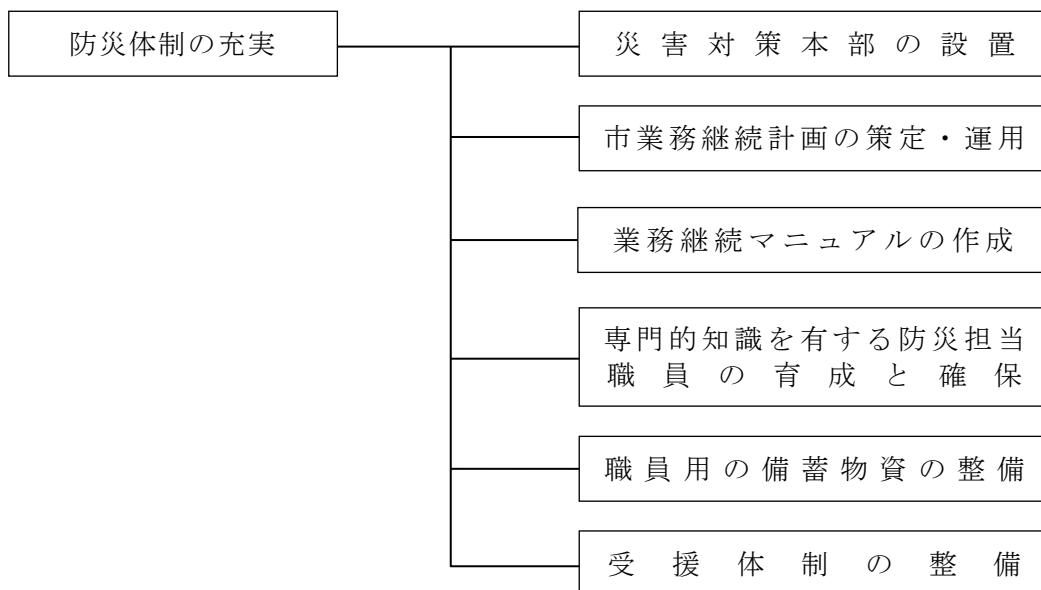 防災体制の充実
災害対策本部の設置
市業務継続計画の策定・運用
業務継続マニュアルの作成
専門的知識を有する防災担当
職員の育成と確保
職員用の備蓄物資の整備
受援体制の整備